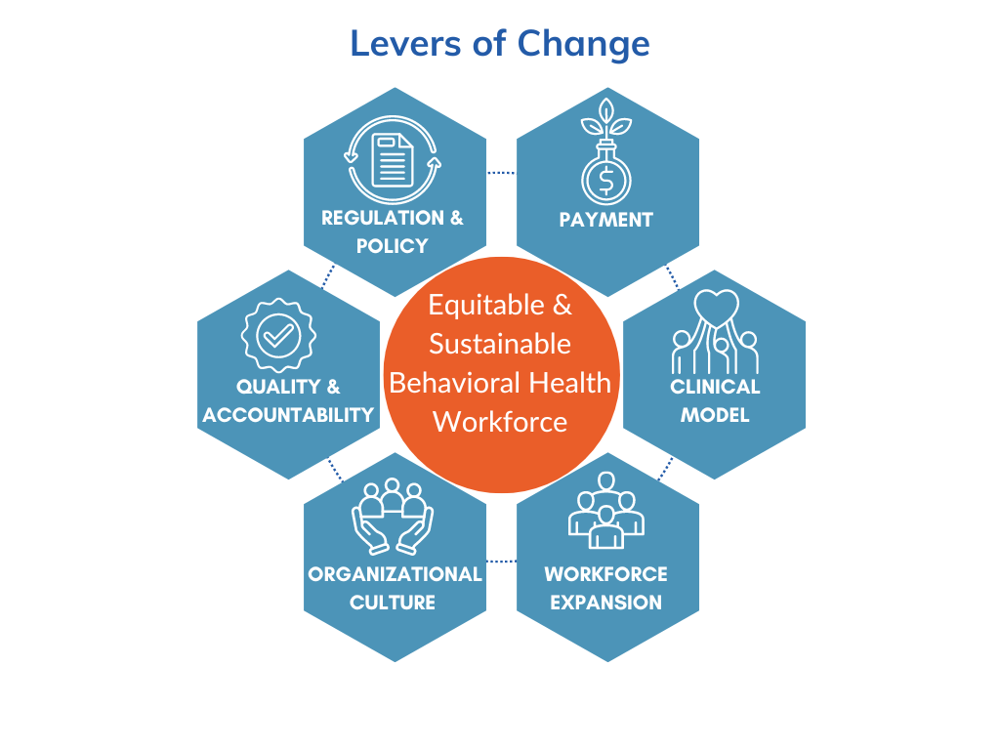 Levers of Change
REGULATION &
POLICY
$
PAYMENT
Equitable &
Sustainable
Behavioral Health
Workforce
QUALITY &
ACCOUNTABILITY
CLINICAL
MODEL
ORGANIZATIONAL
CULTURE
WORKFORCE
EXPANSION